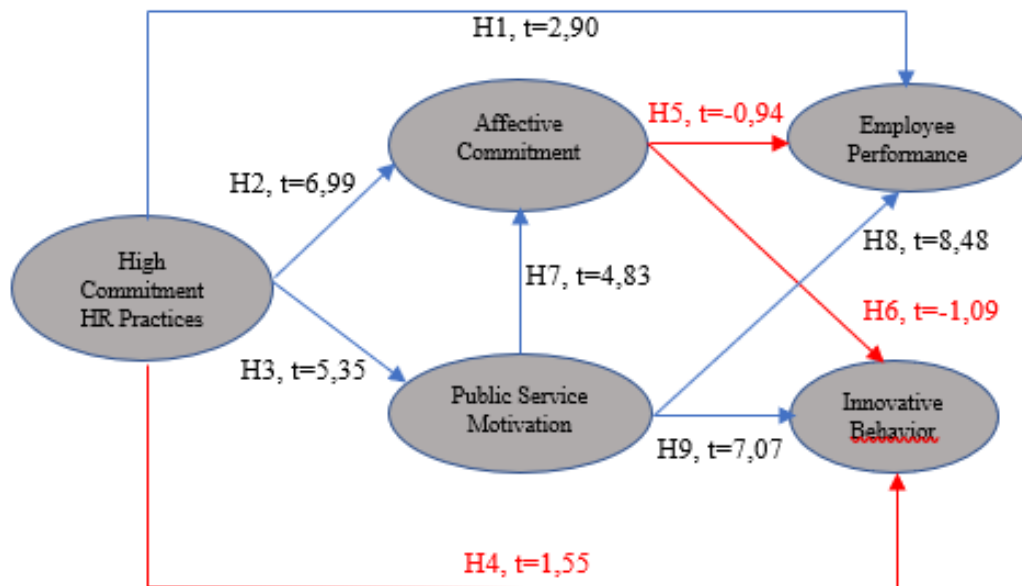 H1, t=2,90
Affective
Commitment
H5, t=-0,94
Employee
Performance
H2, t=6,99
High
Commitment
HR Practices
H7, t=4,83
H8, t=8,48
H6, t=-1,09
H3, t=5,35
Public Service
Motivation
Innovative
Behavior
H9, t=7,07
H4, t=1,55